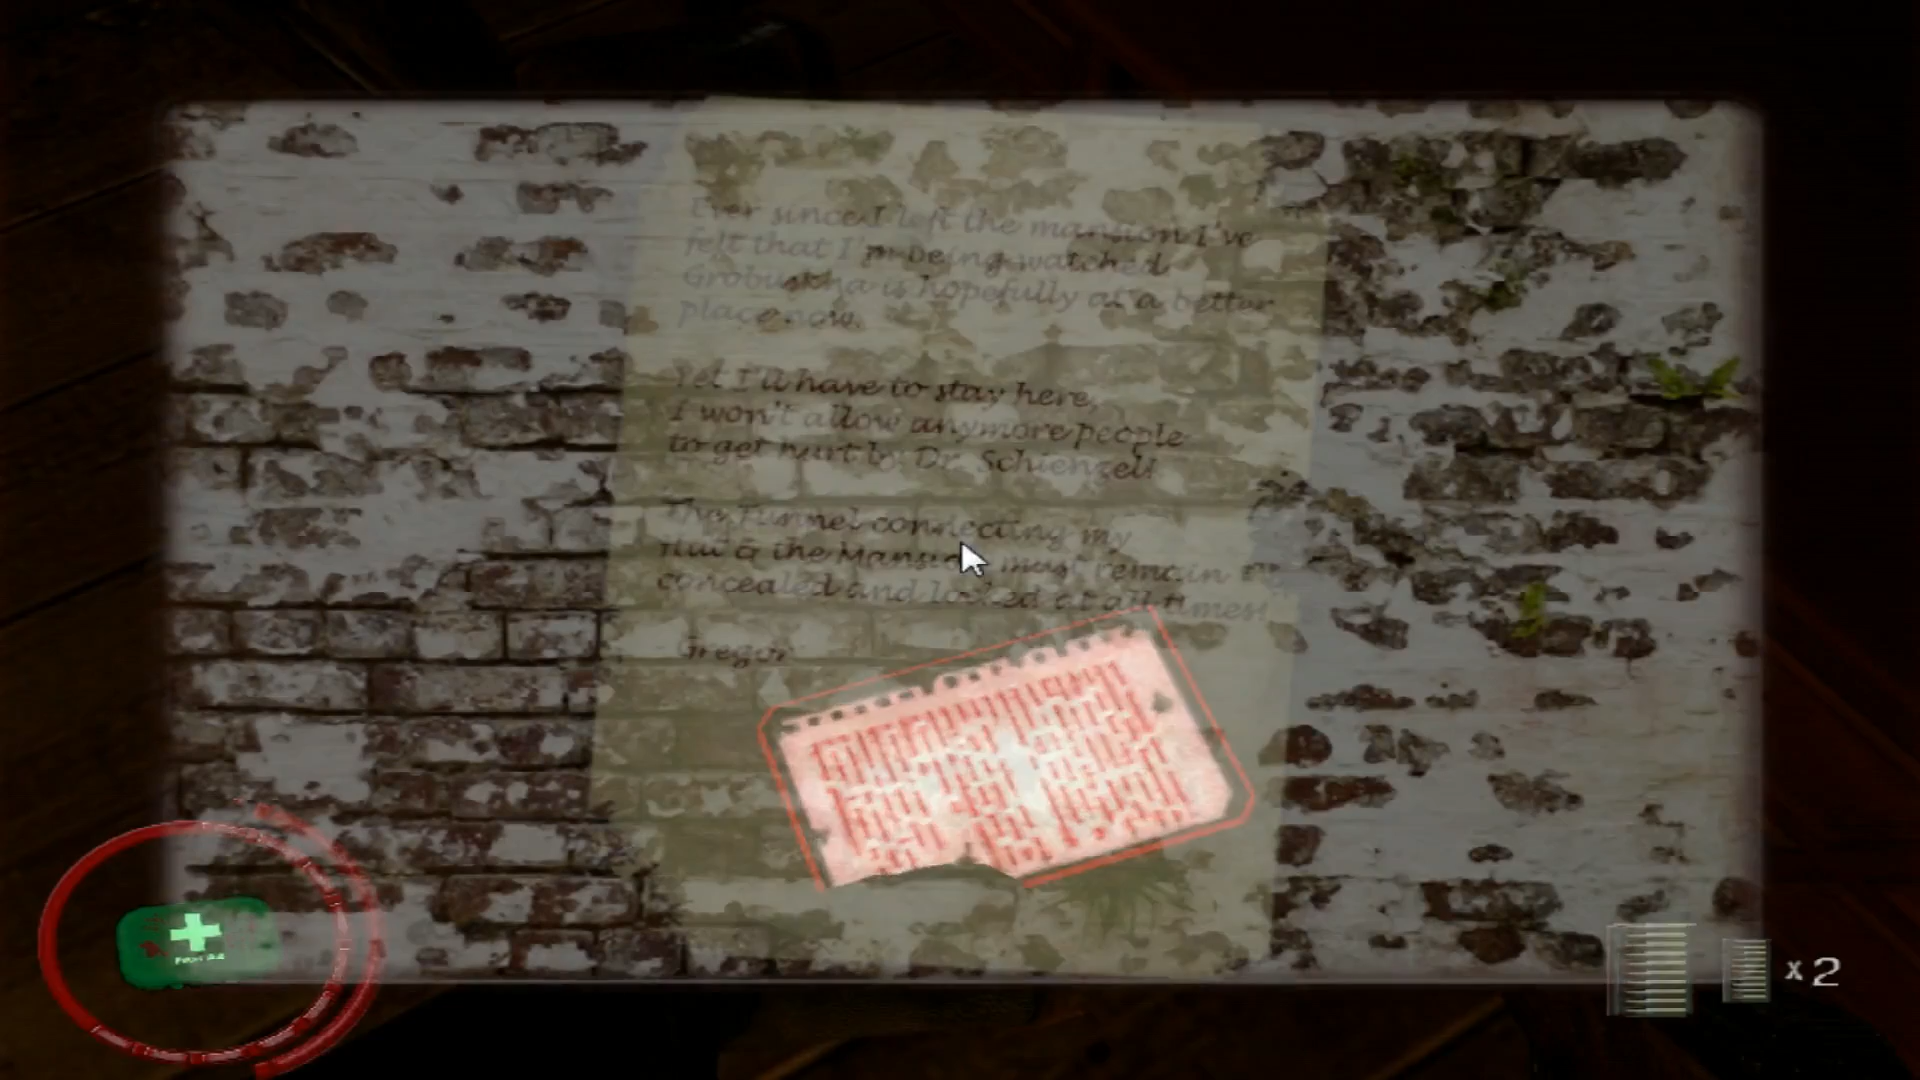 Ever since I left the mansion I've
felt that I'm being watched
Grobuskna is hopefully at a better
place now.
Yet I'll have to stay here,
I won't allow anymore people
to get hurt by Dr. Schienzel!
The Tunnel connecting my
Hut & the Mansion must remain
concealed and locked at all times!
Gregor
x 2